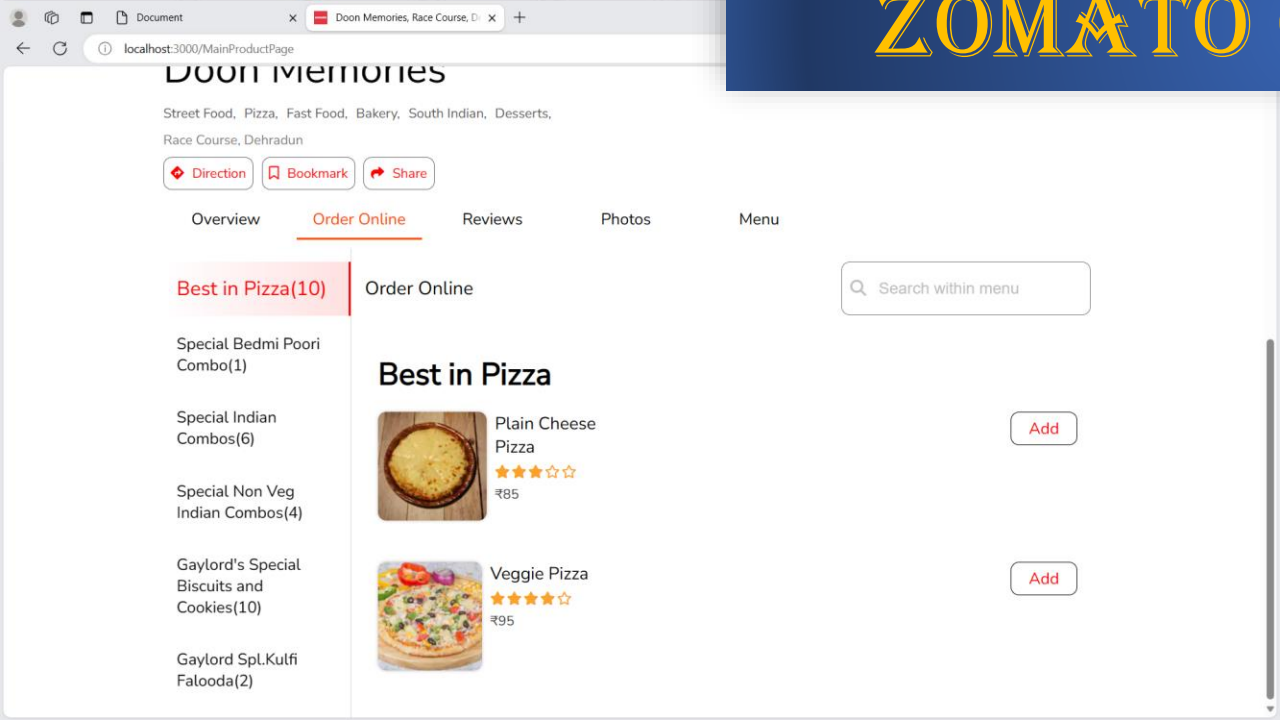 Document
Doon Memories, Race Course, D
localhost:3000/MainProductPage
ZOMATO
Doon Memories
Street Food, Pizza, Fast Food, Bakery, South Indian, Desserts,
Race Course, Dehradun
Direction Bookmark Share
Overview Order Online Reviews Photos Menu
Best in Pizza(10)
Special Bedmi Poori
Combo(1)
Special Indian
Combos(6)
Special Non Veg
Indian Combos(4)
Gaylord's Special
Biscuits and
Cookies(10)
Gaylord Spl.Kulfi
Falooda(2)
Order Online
Search within menu
Best in Pizza
Plain Cheese
Pizza
₹85
Add
Veggie Pizza
₹95
Add